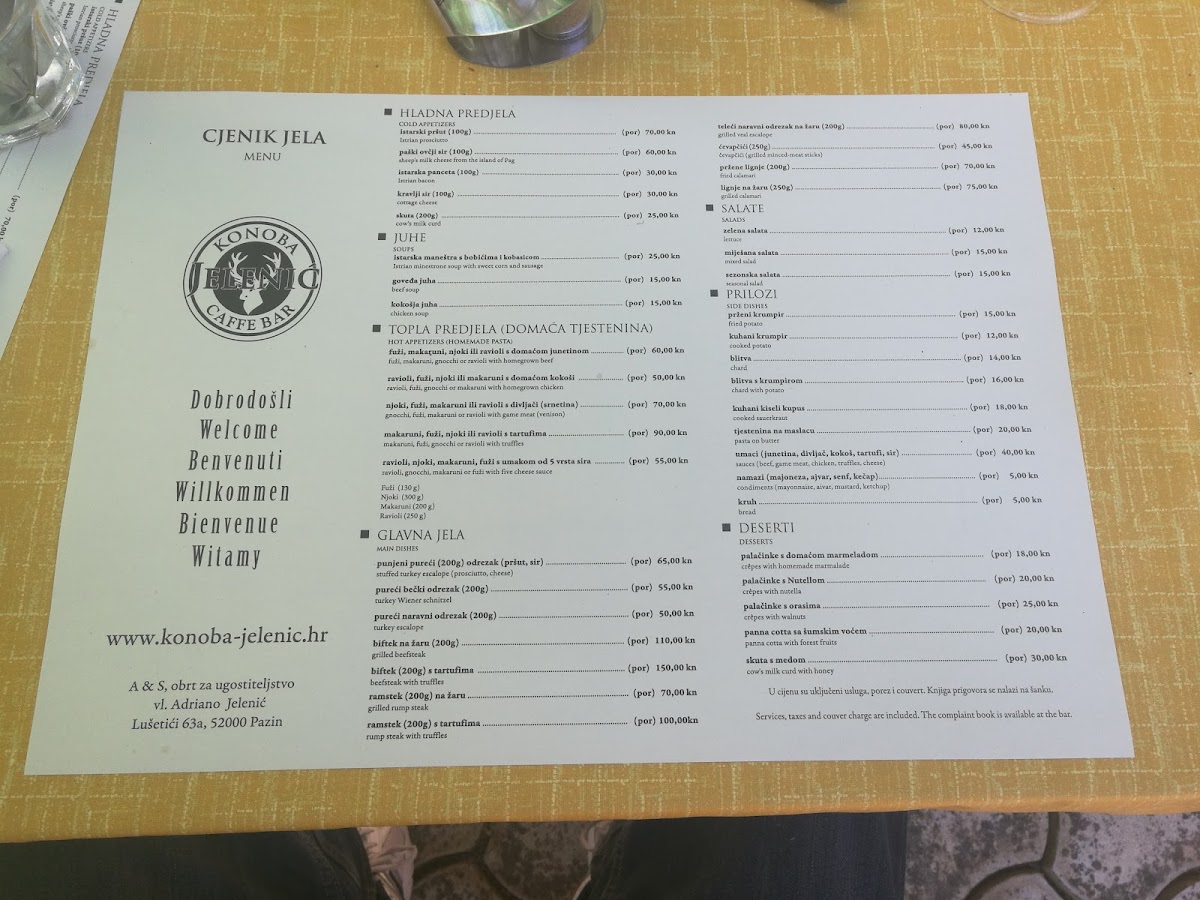 CJENIK JELA
MENU
KONOBA
JELENIĆ
CAFFE BAR
Dobrodošli
Welcome
Benvenuti
Willkommen
Bienvenue
Witamy
www.konoba-jelenic.hr
A & S, obrt za ugostiteljstvo
vl. Adriano Jelenić
Lušetići 63a, 52000 Pazin
HLADNA PREDJELA
COLD APPETIZERS
istarski pršut (100g) (por) 70,00 kn
Istrian prosciutto
paški ovčji sir (100g) (por) 60,00 kn
sheep's milk cheese from the island of Pag
istarska panceta (100g) (por) 30,00 kn
Istrian bacon
kravlji sir (100g) (por) 30,00 kn
cottage cheese
skuta (200g) (por) 25,00 kn
cow's milk curd
JUHE
SOUPS
istarska maneštra s bobićima i kobasicom (por) 25,00 kn
Istrian minestrone soup with sweet corn and sausage
goveđa juha (por) 15,00 kn
beef soup
kokošja juha (por) 15,00 kn
chicken soup
TOPLA PREDJELA (DOMAĆA TJESTENINA)
HOT APPETIZERS (HOMEMADE PASTA)
fuži, makaruni, njoki ili ravioli s domaćom junetinom (por) 60,00 kn
fuži, makaruni, gnocchi or ravioli with homegrown beef
ravioli, fuži, njoki ili makaruni s domaćom kokoši (por) 50,00 kn
ravioli, fuži, gnocchi or makaruni with homegrown chicken
njoki, fuži, makaruni ili ravioli s divljači (srnetina) (por) 70,00 kn
gnocchi, fuži, makaruni or ravioli with game meat (venison)
makaruni, fuži, njoki ili ravioli s tartufima (por) 90,00 kn
makaruni, fuži, gnocchi or ravioli with truffles
ravioli, njoki, makaruni, fuži s umakom od 5 vrsta sira (por) 55,00 kn
ravioli, gnocchi, makaruni or fuži with five cheese sauce
Fuži (130 g)
Njoki (300 g)
Makaruni (200 g)
Ravioli (250 g)
GLAVNA JELA
MAIN DISHES
punjeni pureći (200g) odrezak (pršut, sir) (por) 65,00 kn
stuffed turkey escalope (prosciutto, cheese)
pureći bečki odrezak (200g) (por) 55,00 kn
turkey Wiener schnitzel
pureći naravni odrezak (200g) (por) 50,00 kn
turkey escalope
biftek na žaru (200g) (por) 110,00 kn
grilled beefsteak
biftek (200g) s tartufima (por) 150,00 kn
beefsteak with truffles
ramstek (200g) na žaru (por) 70,00 kn
grilled rump steak
ramstek (200g) s tartufima (por) 100,00kn
rump steak with truffles
teleći naravni odrezak na žaru (200g) (por) 80,00 kn
grilled veal escalope
čevapčići (250g) (por) 45,00 kn
čevapčići (grilled minced-meat sticks)
pržene lignje (200g) (por) 70,00 kn
fried calamari
lignje na žaru (250g) (por) 75,00 kn
grilled calamari
SALATE
SALADS
zelena salata (por) 12,00 kn
lettuce
miješana salata (por) 15,00 kn
mixed salad
sezonska salata (por) 15,00 kn
seasonal salad
PRILOZI
SIDE DISHES
prženi krumpir (por) 15,00 kn
fried potato
kuhani krumpir (por) 12,00 kn
cooked potato
blitva (por) 14,00 kn
chard
blitva s krumpirom (por) 16,00 kn
chard with potato
kuhani kiseli kupus (por) 18,00 kn
cooked sauerkraut
tjestenina na maslacu (por) 20,00 kn
pasta on butter
umaci (junetina, divljač, kokoš, tartufi, sir) (por) 40,00 kn
sauces (beef, game meat, chicken, truffles, cheese)
namazi (majoneza, ajvar, senf, kečap) (por) 5,00 kn
condiments (mayonnaise, aivar, mustard, ketchup)
kruh (por) 5,00 kn
bread
DESERTI
DESSERTS
palačinke s domaćom marmeladom (por) 18,00 kn
crêpes with homemade marmalade
palačinke s Nutellom (por) 20,00 kn
crêpes with nutella
palačinke s orasima (por) 25,00 kn
crêpes with walnuts
panna cotta sa šumskim voćem (por) 20,00 kn
panna cotta with forest fruits
skuta s medom (por) 30,00 kn
cow's milk curd with honey
U cijenu su uključeni usluga, porez i couvert. Knjiga prigovora se nalazi na šanku.
Services, taxes and couver charge are included. The complaint book is available at the bar.
HLADNA PREDJELA
COLD APPETIZERS